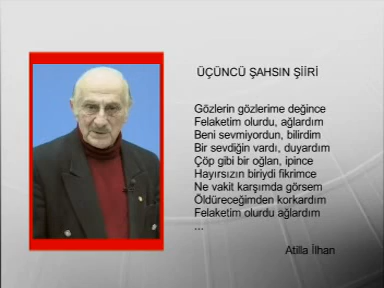 ÜÇÜNCÜ ŞAHSIN ŞİİRİ
Gözlerin gözlerime değince
Felaketim olurdu, ağlardım
Beni sevmiyordun, bilirdim
Bir sevdiğin vardı, duyardım
Çöp gibi bir oğlan, ipince
Hayırsızın biriydi fikrimce
Ne vakit karşımda görsem
Öldüreceğimden korkardım
Felaketim olurdu ağlardım
...
Atilla İlhan